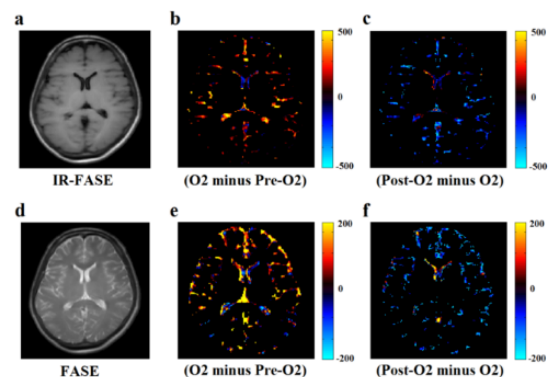 a
b
c
500
500
0
0
-500
-500
IR-FASE
(O2 minus Pre-O2)
(Post-O2 minus O2)
d
e
f
200
200
0
0
-200
-200
FASE
(O2 minus Pre-O2)
(Post-O2 minus O2)